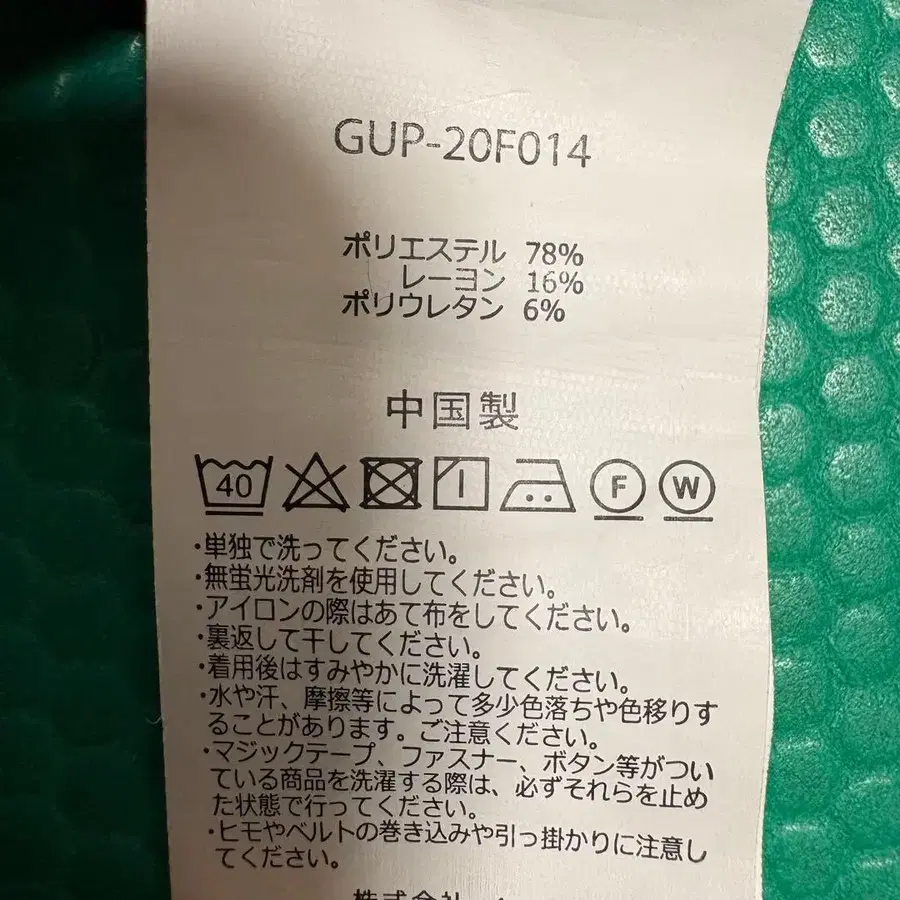 GUP-20F014
ポリエステル 78%
レーヨン 16%
ポリウレタン 6%
中国製
40 F W
・単独で洗ってください。
・無蛍光洗剤を使用してください。
・アイロンの際はあて布をしてください。
・裏返して干してください。
・着用後はすみやかに洗濯してください。
・水や汗、摩擦等によって多少色落ちや色移りす
ることがあります。ご注意ください。
・マジックテープ、ファスナー、ボタン等がつい
ている商品を洗濯する際は、必ずそれらを止め
た状態で行ってください。
・ヒモやベルトの巻き込みや引っ掛かりに注意し
てください。
株式会社